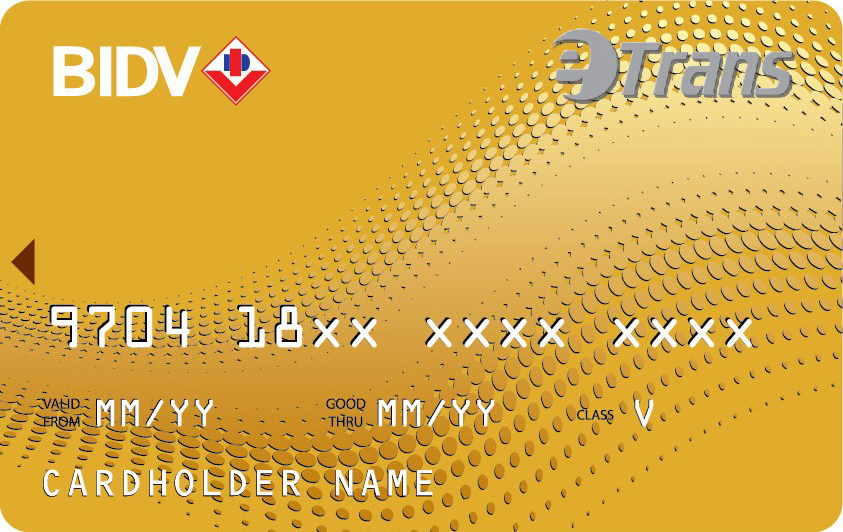 BIDV
eTrans
9704 18xx xxxx xxxx
VALID FROM MM/YY GOOD THRU MM/YY CLASS V
CARDHOLDER NAME